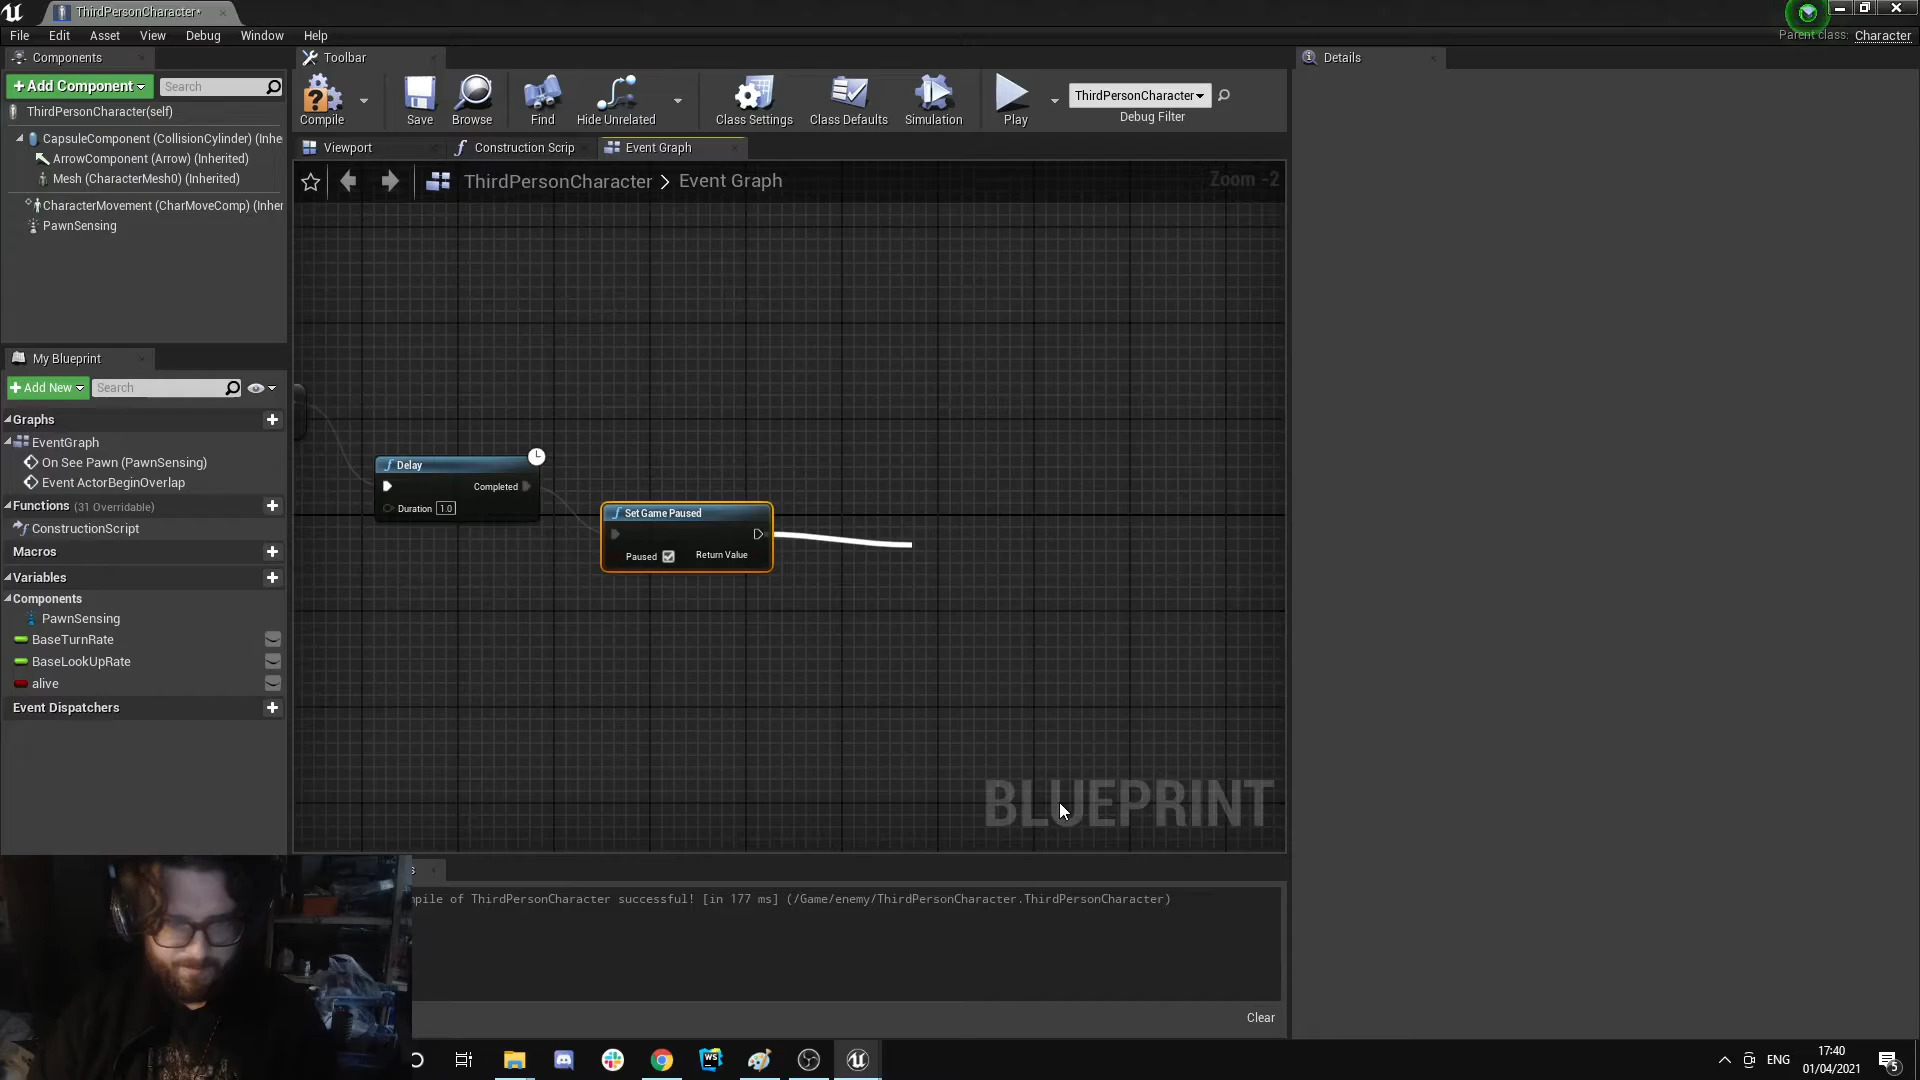 ThirdPersonCharacter*
File Edit Asset View Debug Window Help
Parent class: Character
Components
Toolbar
Details
+Add Component
Search
ThirdPersonCharacter(self)
CapsuleComponent (CollisionCylinder) (Inhe
ArrowComponent (Arrow) (Inherited)
Mesh (CharacterMesh0) (Inherited)
CharacterMovement (CharMoveComp) (Inher
PawnSensing
Compile
Save
Browse
Find
Hide Unrelated
Class Settings
Class Defaults
Simulation
Play
ThirdPersonCharacter
Debug Filter
Viewport
Construction Scrip
Event Graph
ThirdPersonCharacter > Event Graph
Zoom -2
My Blueprint
+Add New
Search
Graphs
EventGraph
On See Pawn (PawnSensing)
Event ActorBeginOverlap
Functions (31 Overridable)
ConstructionScript
Macros
Variables
Components
PawnSensing
BaseTurnRate
BaseLookUpRate
alive
Event Dispatchers
Delay
Completed
Duration 1.0
Set Game Paused
Paused
Return Value
BLUEPRINT
s
mpile of ThirdPersonCharacter successful! [in 177 ms] (/Game/enemy/ThirdPersonCharacter.ThirdPersonCharacter)
Clear
WS
ENG
17:40
01/04/2021
5